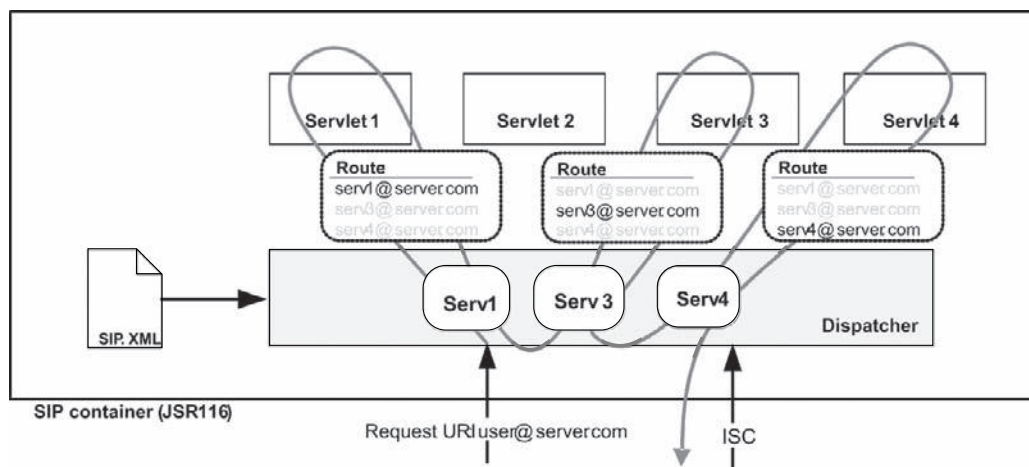 Servlet 1
Servlet 2
Servlet 3
Servlet 4
Route
serv1@server.com
serv3@server.com
serv4@server.com
Route
serv1@server.com
serv3@server.com
serv4@server.com
Route
serv1@server.com
serv3@server.com
serv4@server.com
SIP. XML
Serv1
Serv 3
Serv4
Dispatcher
SIP container (JSR116)
Request URI user@server.com
ISC